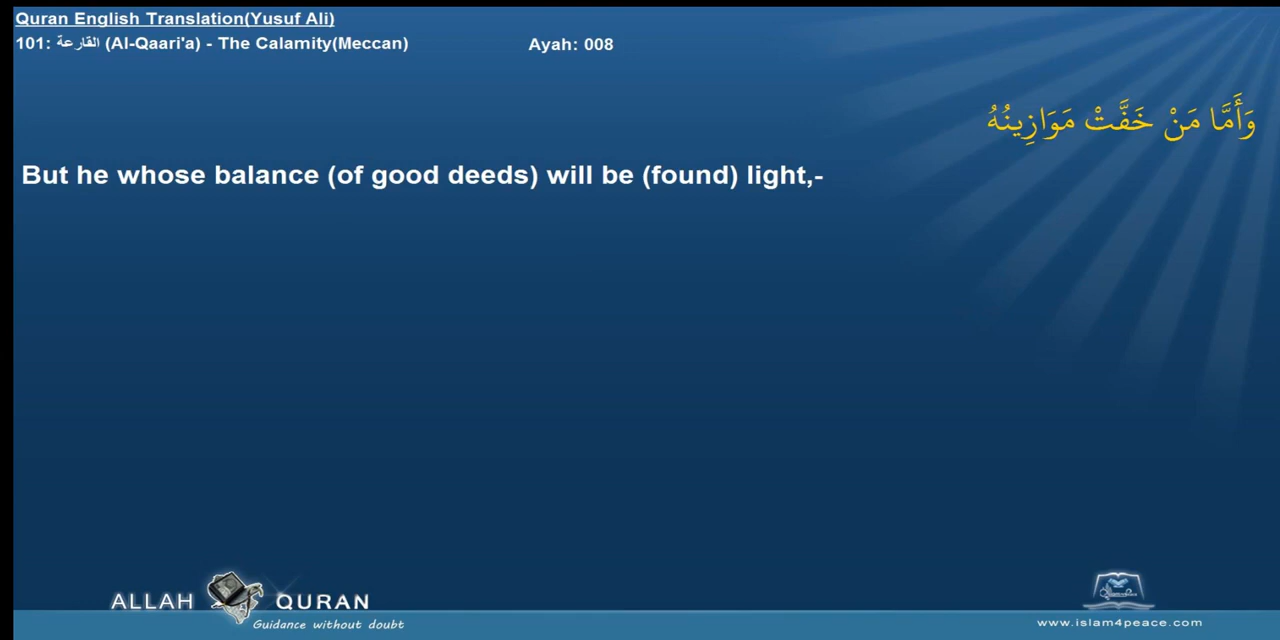 Quran English Translation(Yusuf Ali)
101: القارعة (Al-Qaari'a) - The Calamity(Meccan) Ayah: 008
وَأَمَّا مَنْ خَفَّتْ مَوَازِينُهُ
But he whose balance (of good deeds) will be (found) light,-
ALLAH QURAN
Guidance without doubt
www.islam4peace.com